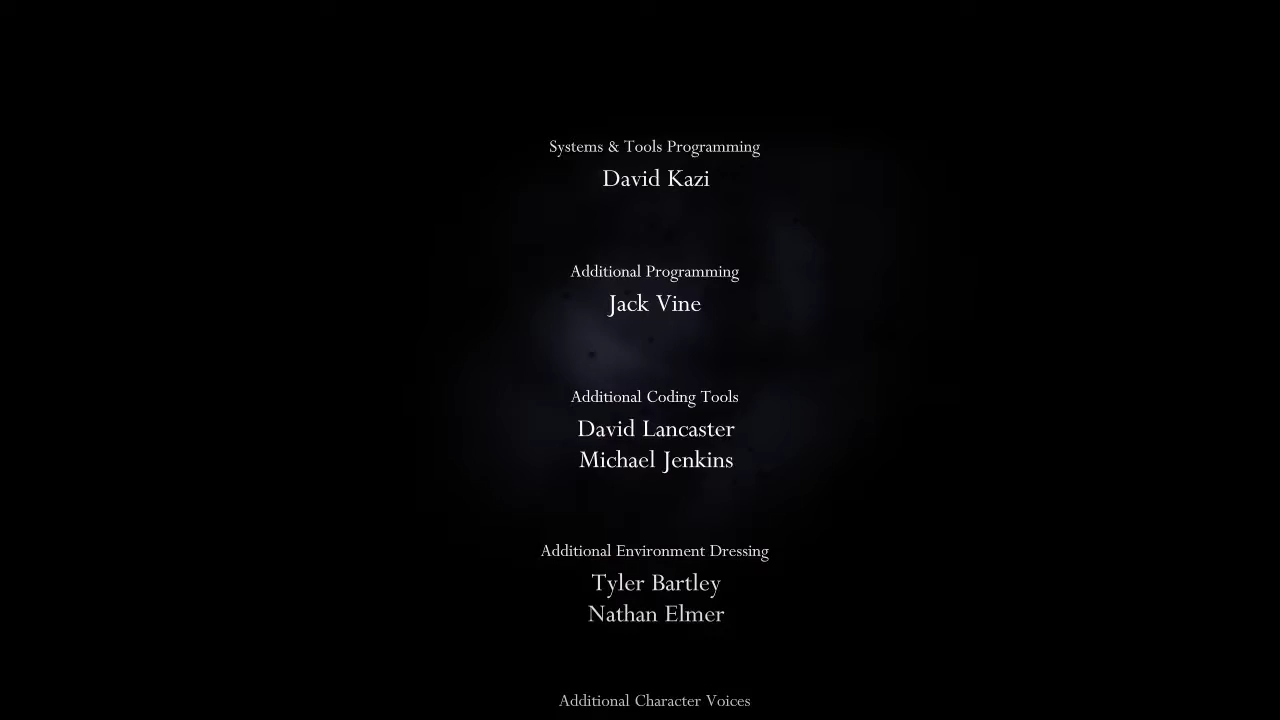 Systems & Tools Programming
David Kazi
Additional Programming
Jack Vine
Additional Coding Tools
David Lancaster
Michael Jenkins
Additional Environment Dressing
Tyler Bartley
Nathan Elmer
Additional Character Voices